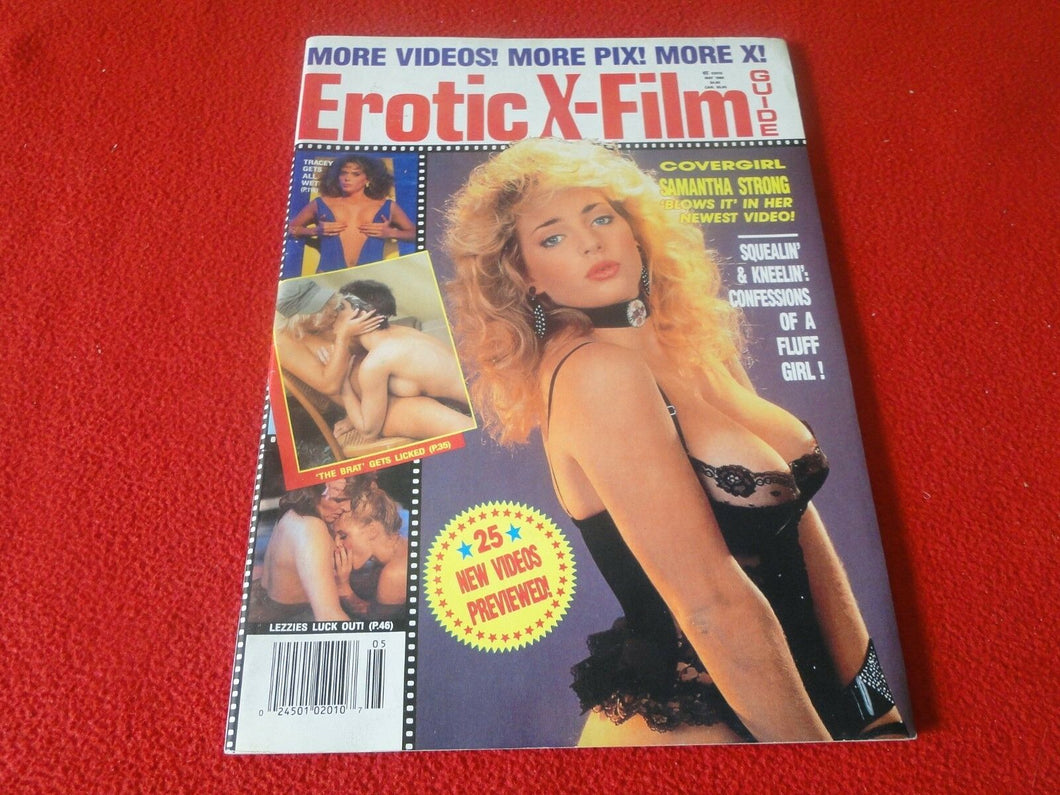 MORE VIDEOS! MORE PIX! MORE X!
Erotic X-Film
GUIDE
TRACEY
GETS
ALL
WET!
COVERGIRL
SAMANTHA STRONG
'BLOWS IT' IN HER
NEWEST VIDEO!
SQUEALIN'
& KNEELIN':
CONFESSIONS
OF A
FLUFF
GIRL!
'THE BRAT' GETS LICKED (P.35)
25
NEW VIDEOS
PREVIEWED!
LEZZIES LUCK OUT! (P.46)
05
0 24501 02010 7